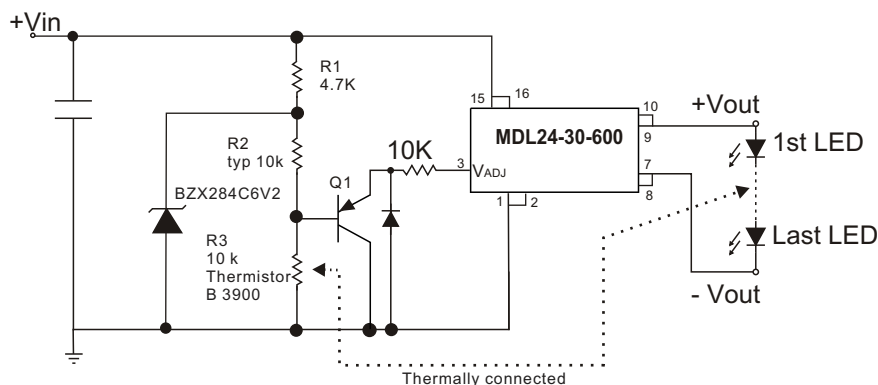 +Vin
R1
4.7K
15
16
10
+Vout
MDL24-30-600
9
1st LED
R2
typ 10k
10K
3
VADJ
7
Q1
8
BZX284C6V2
1
2
R3
10 k
Thermistor
B 3900
Last LED
- Vout
Thermally connected